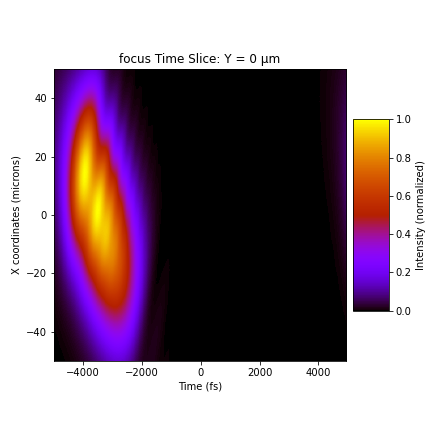 focus Time Slice: Y = 0 μm
X coordinates (microns)
40
20
0
−20
−40
−4000 −2000 0 2000 4000
Time (fs)
1.0
0.8
0.6
0.4
0.2
0.0
Intensity (normalized)